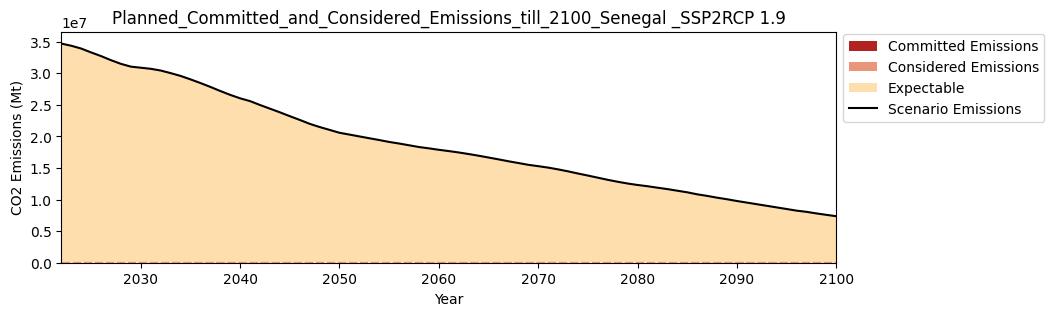 Planned_Committed_and_Considered_Emissions_till_2100_Senegal _SSP2RCP 1.9
1e7
3.5
3.0
2.5
2.0
1.5
1.0
0.5
0.0
CO2 Emissions (Mt)
2030 2040 2050 2060 2070 2080 2090 2100
Year
Committed Emissions
Considered Emissions
Expectable
Scenario Emissions